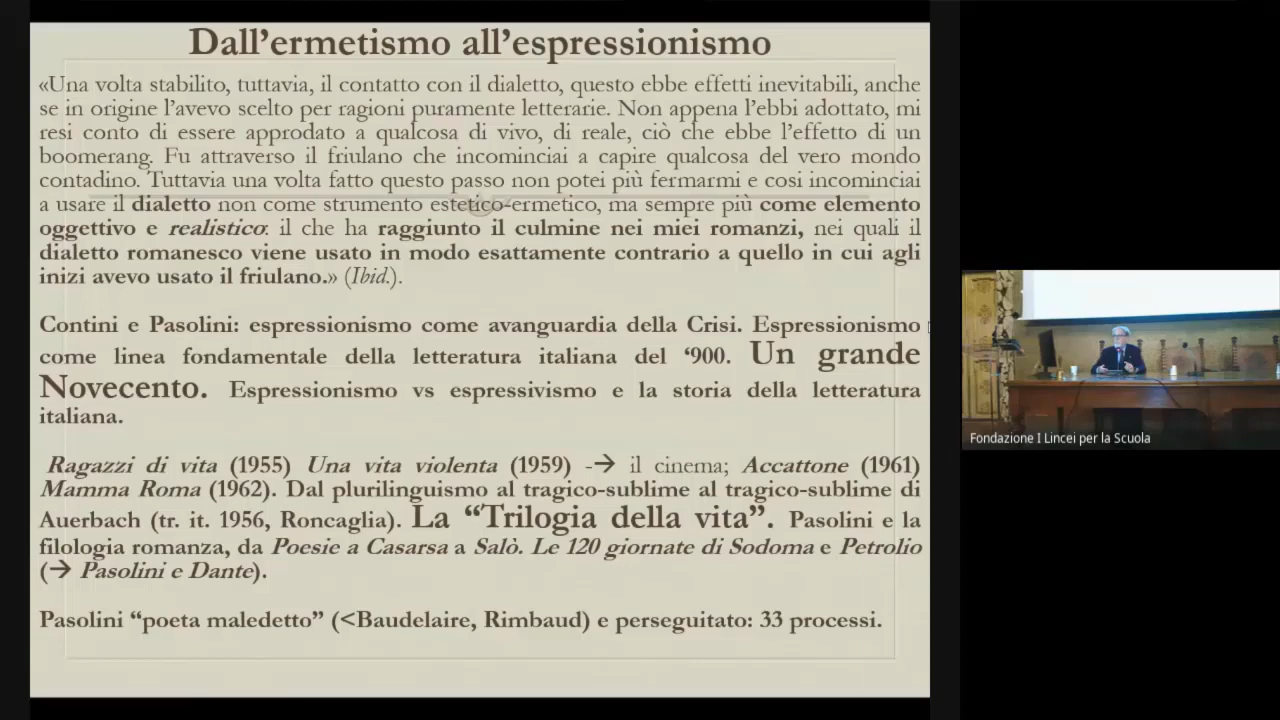 Dall’ermetismo all’espressionismo
«Una volta stabilito, tuttavia, il contatto con il dialetto, questo ebbe effetti inevitabili, anche
se in origine l’avevo scelto per ragioni puramente letterarie. Non appena l’ebbi adottato, mi
resi conto di essere approdato a qualcosa di vivo, di reale, ciò che ebbe l’effetto di un
boomerang. Fu attraverso il friulano che incominciai a capire qualcosa del vero mondo
contadino. Tuttavia una volta fatto questo passo non potei più fermarmi e cosi incominciai
a usare il dialetto non come strumento estetico-ermetico, ma sempre più come elemento
oggettivo e realistico: il che ha raggiunto il culmine nei miei romanzi, nei quali il
dialetto romanesco viene usato in modo esattamente contrario a quello in cui agli
inizi avevo usato il friulano.» (Ibid.).
Contini e Pasolini: espressionismo come avanguardia della Crisi. Espressionismo
come linea fondamentale della letteratura italiana del ‘900. Un grande
Novecento. Espressionismo vs espressivismo e la storia della letteratura
italiana.
Ragazzi di vita (1955) Una vita violenta (1959) -→ il cinema; Accattone (1961)
Mamma Roma (1962). Dal plurilinguismo al tragico-sublime al tragico-sublime di
Auerbach (tr. it. 1956, Roncaglia). La “Trilogia della vita”. Pasolini e la
filologia romanza, da Poesie a Casarsa a Salò. Le 120 giornate di Sodoma e Petrolio
(→ Pasolini e Dante).
Pasolini “poeta maledetto” (<Baudelaire, Rimbaud) e perseguitato: 33 processi.
Fondazione I Lincei per la Scuola